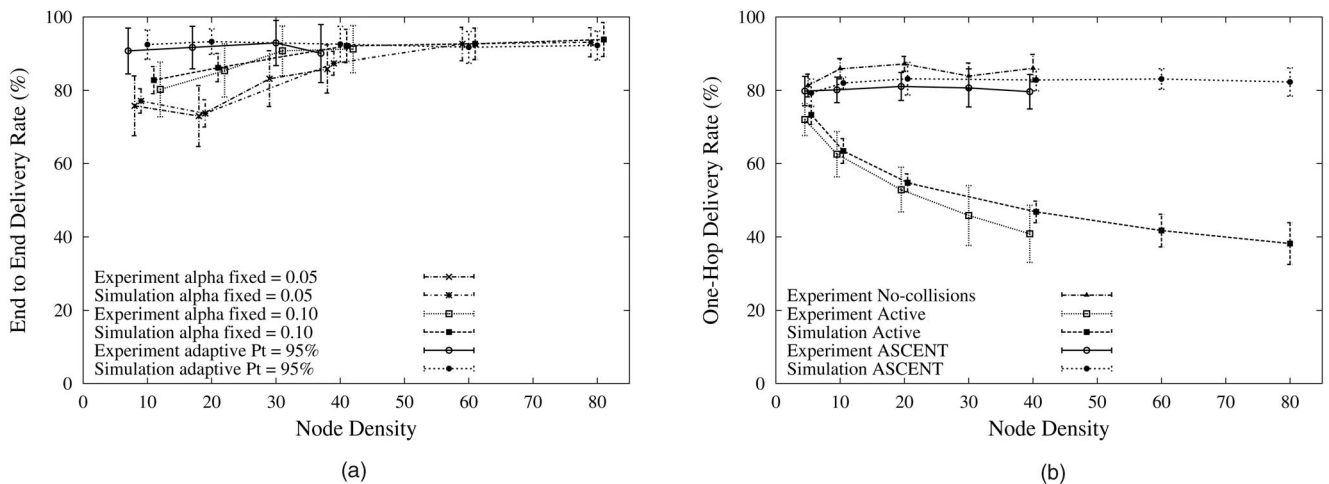 100
80
60
40
20
0
End to End Delivery Rate (%)
Experiment alpha fixed = 0.05
Simulation alpha fixed = 0.05
Experiment alpha fixed = 0.10
Simulation alpha fixed = 0.10
Experiment adaptive Pt = 95%
Simulation adaptive Pt = 95%
0 10 20 30 40 50 60 70 80
Node Density
(a)
100
80
60
40
20
0
One-Hop Delivery Rate (%)
Experiment No-collisions
Experiment Active
Simulation Active
Experiment ASCENT
Simulation ASCENT
0 10 20 30 40 50 60 70 80
Node Density
(b)